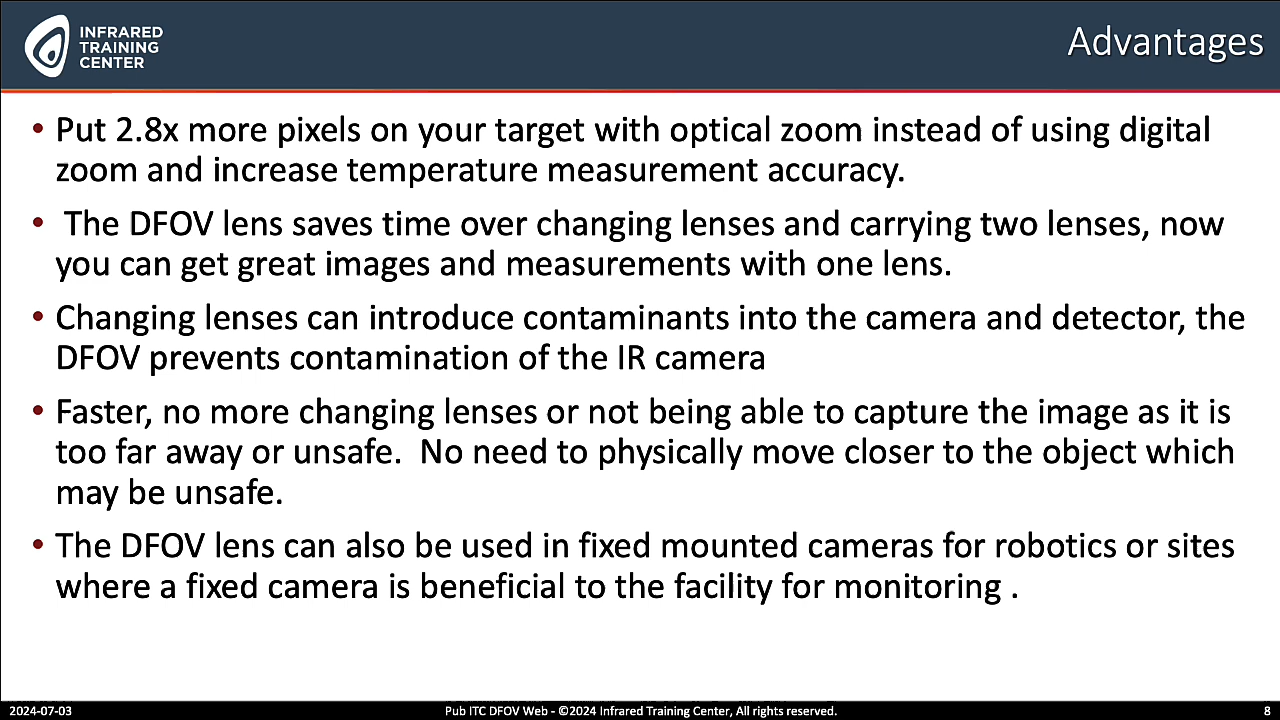 INFRARED
TRAINING
CENTER
Advantages
• Put 2.8x more pixels on your target with optical zoom instead of using digital
zoom and increase temperature measurement accuracy.
• The DFOV lens saves time over changing lenses and carrying two lenses, now
you can get great images and measurements with one lens.
• Changing lenses can introduce contaminants into the camera and detector, the
DFOV prevents contamination of the IR camera
• Faster, no more changing lenses or not being able to capture the image as it is
too far away or unsafe.  No need to physically move closer to the object which
may be unsafe.
• The DFOV lens can also be used in fixed mounted cameras for robotics or sites
where a fixed camera is beneficial to the facility for monitoring .
2024-07-03
Pub ITC DFOV Web - ©2024 Infrared Training Center, All rights reserved.
8